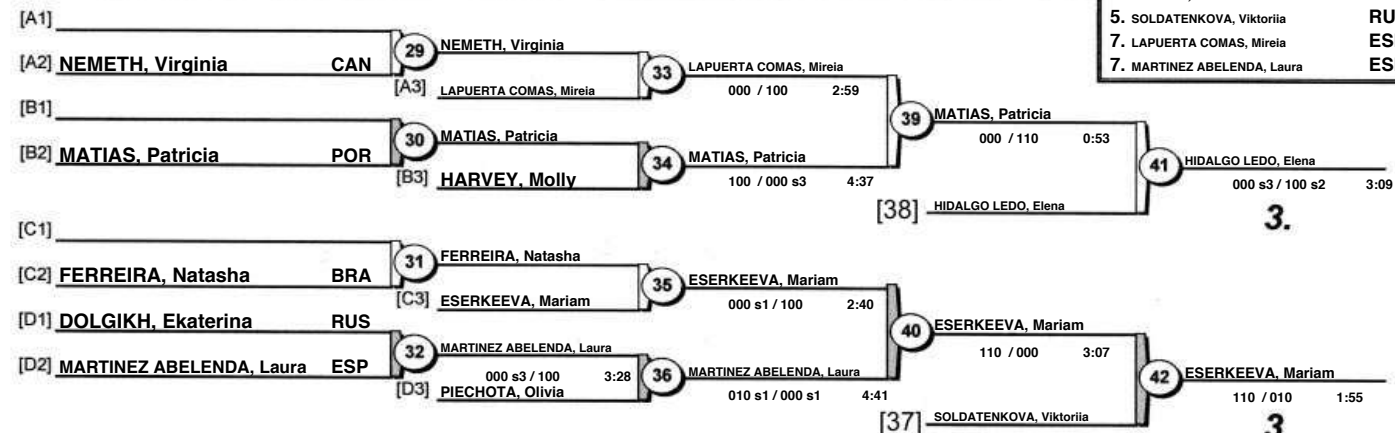 5. SOLDATENKOVA, Viktoriia RU
7. LAPUERTA COMAS, Mireia ES
7. MARTINEZ ABELENDA, Laura ES
[A1]
[A2] NEMETH, Virginia CAN
29
NEMETH, Virginia
[A3] LAPUERTA COMAS, Mireia
33
LAPUERTA COMAS, Mireia
000 / 100 2:59
[B1]
[B2] MATIAS, Patricia POR
30
MATIAS, Patricia
[B3] HARVEY, Molly
34
MATIAS, Patricia
100 / 000 s3 4:37
39
MATIAS, Patricia
000 / 110 0:53
[38] HIDALGO LEDO, Elena
41
HIDALGO LEDO, Elena
000 s3 / 100 s2 3:09
3.
[C1]
[C2] FERREIRA, Natasha BRA
31
FERREIRA, Natasha
[C3] ESERKEEVA, Mariam
35
ESERKEEVA, Mariam
000 s1 / 100 2:40
[D1] DOLGIKH, Ekaterina RUS
[D2] MARTINEZ ABELENDA, Laura ESP
32
MARTINEZ ABELENDA, Laura
000 s3 / 100 3:28
[D3] PIECHOTA, Olivia
36
MARTINEZ ABELENDA, Laura
010 s1 / 000 s1 4:41
40
ESERKEEVA, Mariam
110 / 000 3:07
[37] SOLDATENKOVA, Viktoriia
42
ESERKEEVA, Mariam
110 / 010 1:55
3